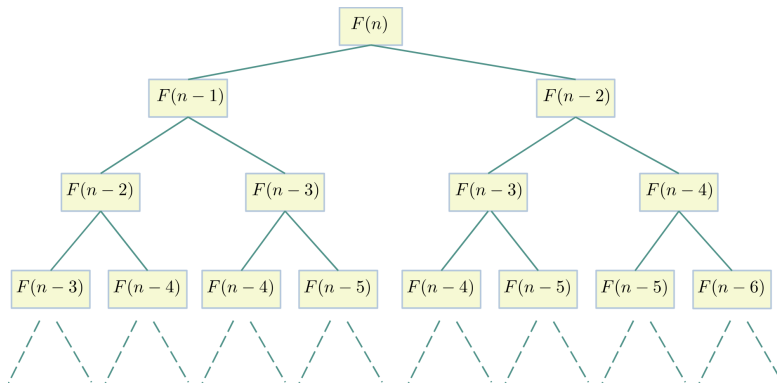 F(n)
F(n − 1) F(n − 2)
F(n − 2) F(n − 3) F(n − 3) F(n − 4)
F(n − 3) F(n − 4) F(n − 4) F(n − 5) F(n − 4) F(n − 5) F(n − 5) F(n − 6)